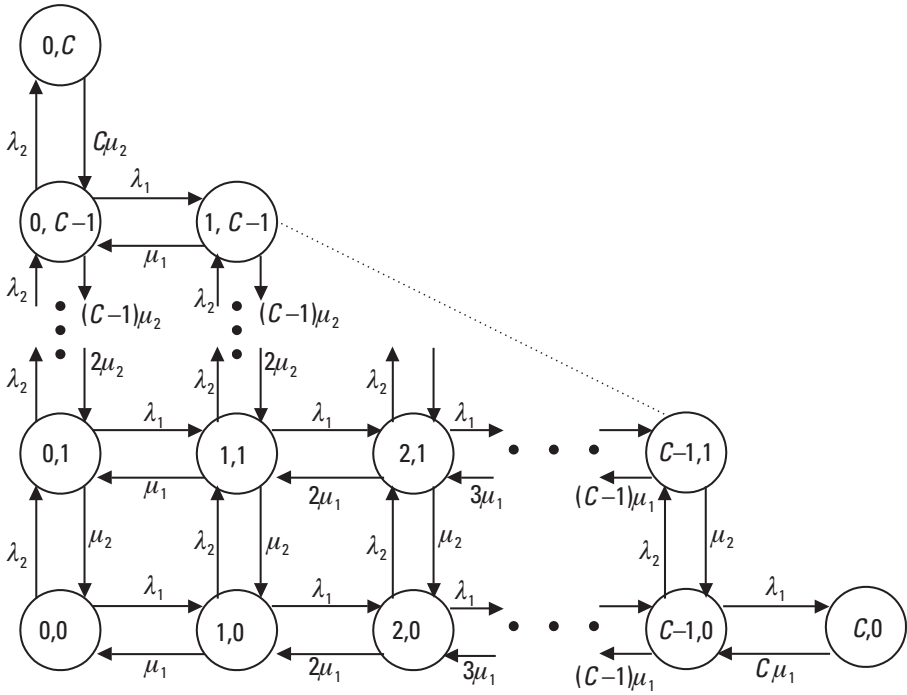 0,C
λ₂ Cμ₂
λ₁
0, C−1 1, C−1
μ₁
λ₂ (C−1)μ₂ λ₂ (C−1)μ₂
λ₂ 2μ₂ λ₂ 2μ₂ λ₂
λ₁ λ₁ λ₁
0,1 1,1 2,1 C−1,1
μ₁ 2μ₁ 3μ₁ (C−1)μ₁
λ₂ μ₂ λ₂ μ₂ λ₂ μ₂ λ₂ μ₂
λ₁ λ₁ λ₁ λ₁
0,0 1,0 2,0 C−1,0 C,0
μ₁ 2μ₁ 3μ₁ (C−1)μ₁ Cμ₁